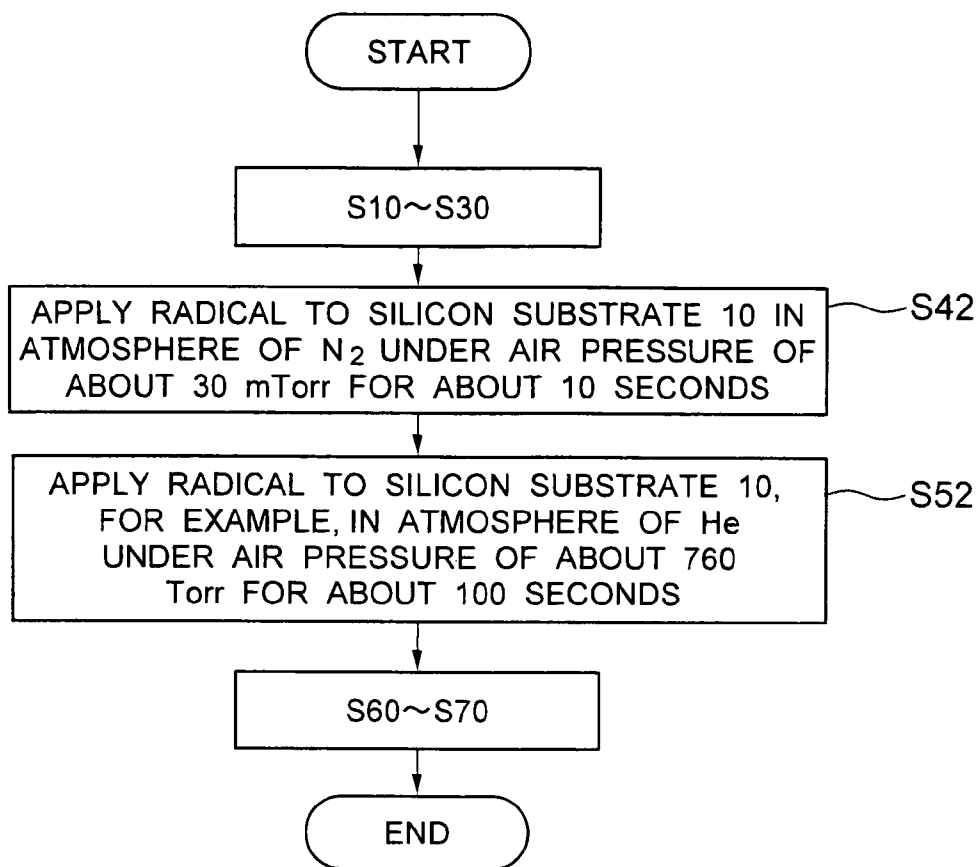 START
S10~S30
APPLY RADICAL TO SILICON SUBSTRATE 10 IN
ATMOSPHERE OF N2 UNDER AIR PRESSURE OF
ABOUT 30 mTorr FOR ABOUT 10 SECONDS
S42
APPLY RADICAL TO SILICON SUBSTRATE 10,
FOR EXAMPLE, IN ATMOSPHERE OF He
UNDER AIR PRESSURE OF ABOUT 760
Torr FOR ABOUT 100 SECONDS
S52
S60~S70
END